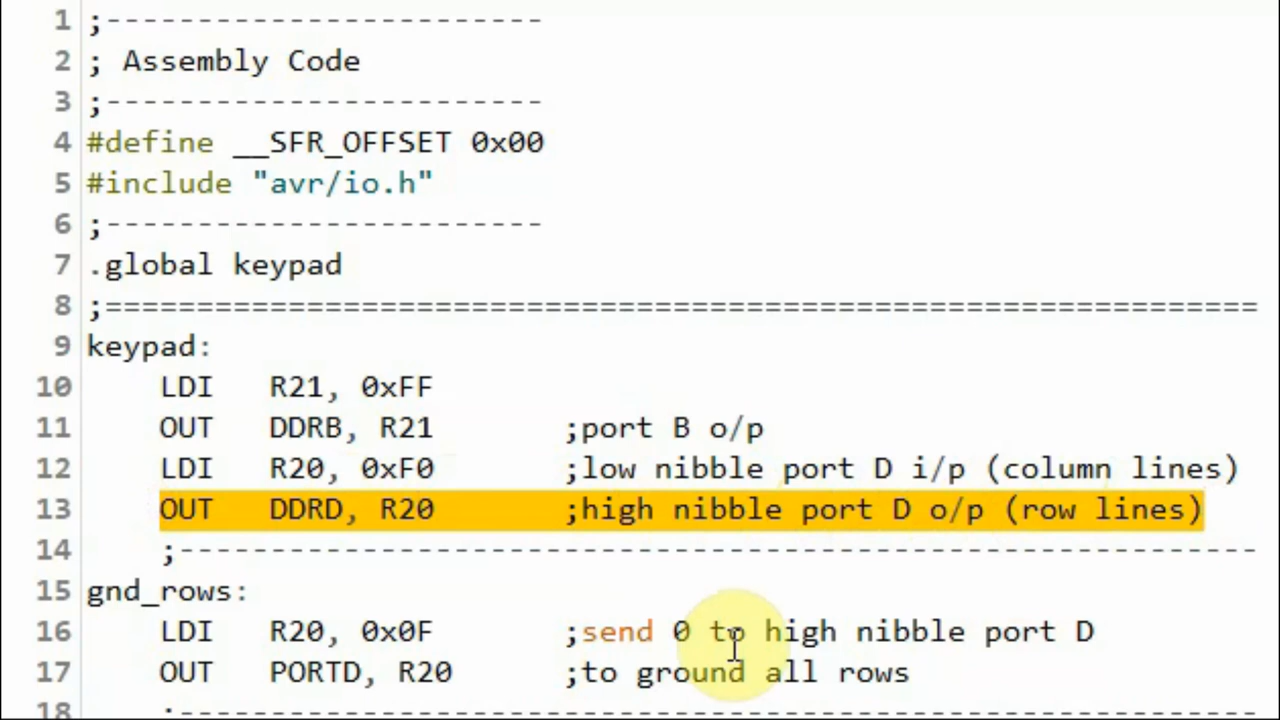 1 ;------------------------
2 ; Assembly Code
3 ;------------------------
4 #define __SFR_OFFSET 0x00
5 #include "avr/io.h"
6 ;------------------------
7 .global keypad
8 ;===============================================================
9 keypad:
10 LDI R21, 0xFF
11 OUT DDRB, R21 ;port B o/p
12 LDI R20, 0xF0 ;low nibble port D i/p (column lines)
13 OUT DDRD, R20 ;high nibble port D o/p (row lines)
14 ;-----------------------------------------------------------
15 gnd_rows:
16 LDI R20, 0x0F ;send 0 to high nibble port D
17 OUT PORTD, R20 ;to ground all rows
18 ;-----------------------------------------------------------